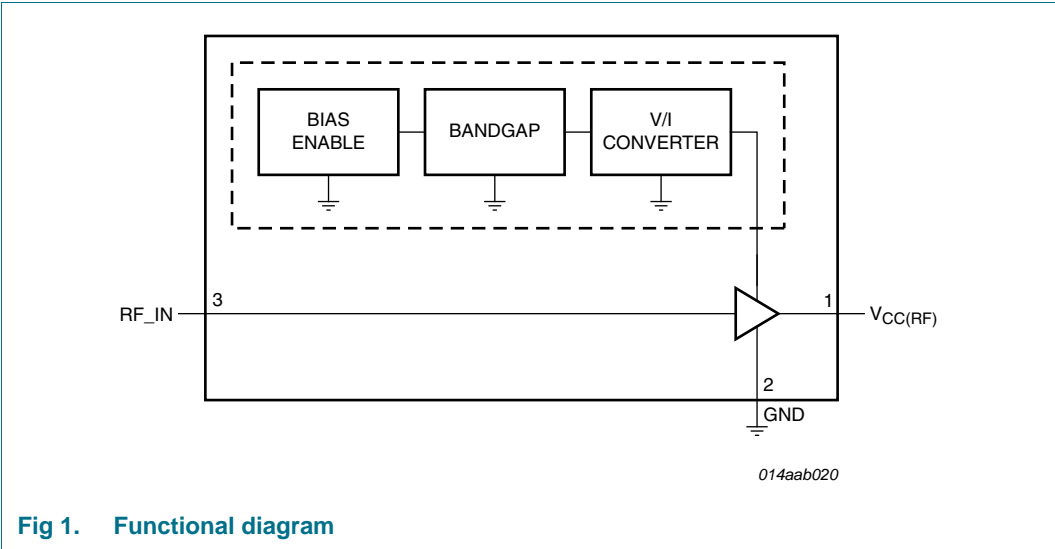 BIAS
ENABLE
BANDGAP
V/I
CONVERTER
RF_IN
3
1
VCC(RF)
2
GND
014aab020
Fig 1. Functional diagram